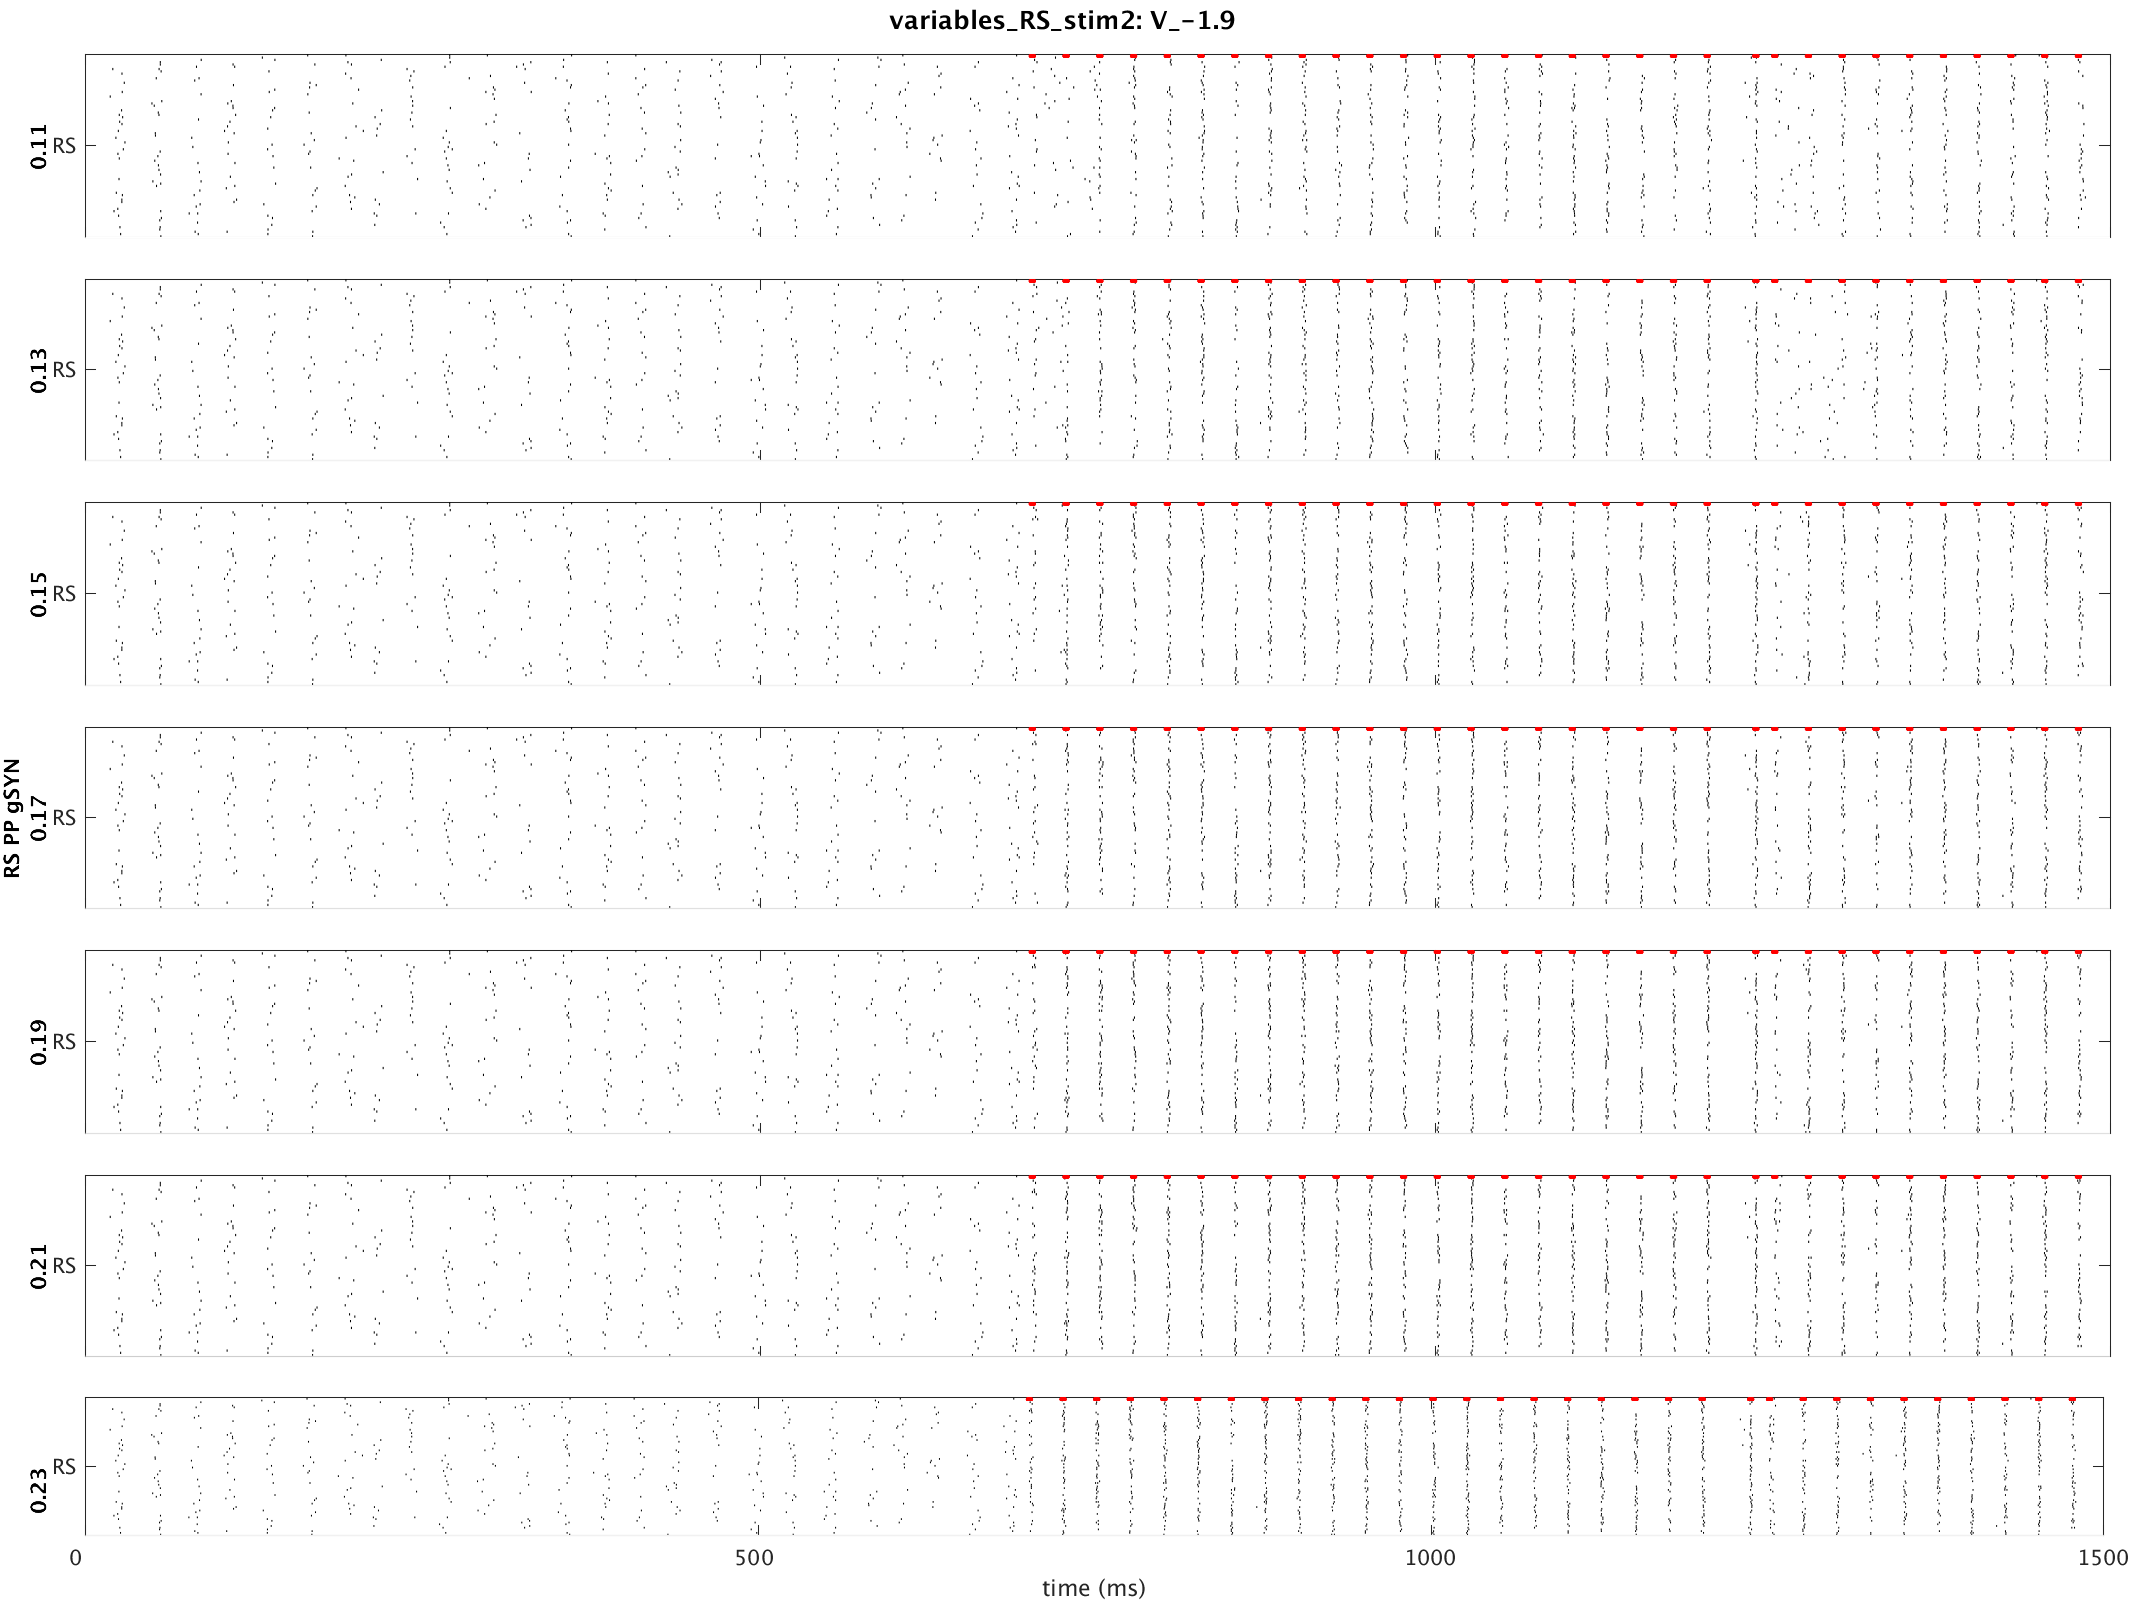 variables_RS_stim2: V_-1.9
RS PP gSYN
0.11
RS
0.13
RS
0.15
RS
0.17
RS
0.19
RS
0.21
RS
0.23
RS
0 500 1000 1500
time (ms)